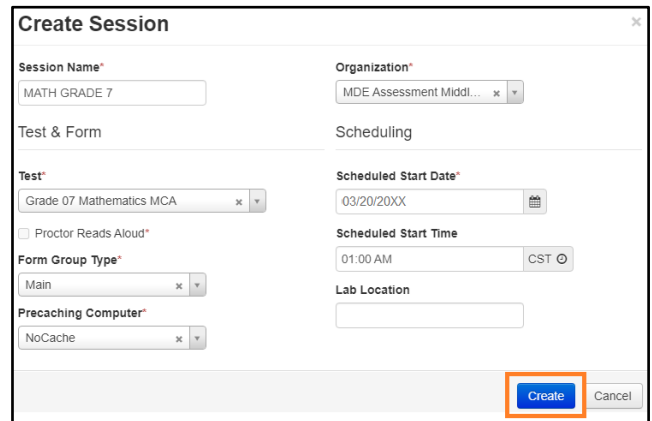 Create Session ×
Session Name*
MATH GRADE 7
Organization*
MDE Assessment Middl... ×
Test & Form
Scheduling
Test*
Grade 07 Mathematics MCA ×
Proctor Reads Aloud*
Form Group Type*
Main ×
Precaching Computer*
NoCache ×
Scheduled Start Date*
03/20/20XX
Scheduled Start Time
01:00 AM CST
Lab Location
Create Cancel